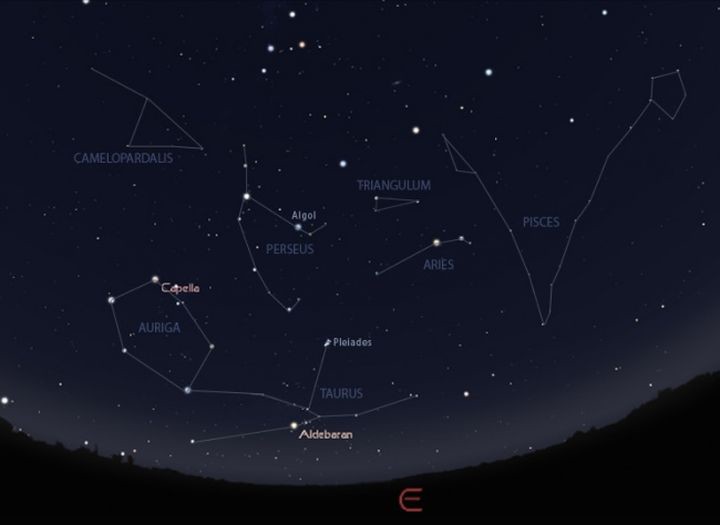 CAMELOPARDALIS
TRIANGULUM
Algol
PISCES
PERSEUS
ARIES
Capella
AURIGA
Pleiades
TAURUS
Aldebaran
E